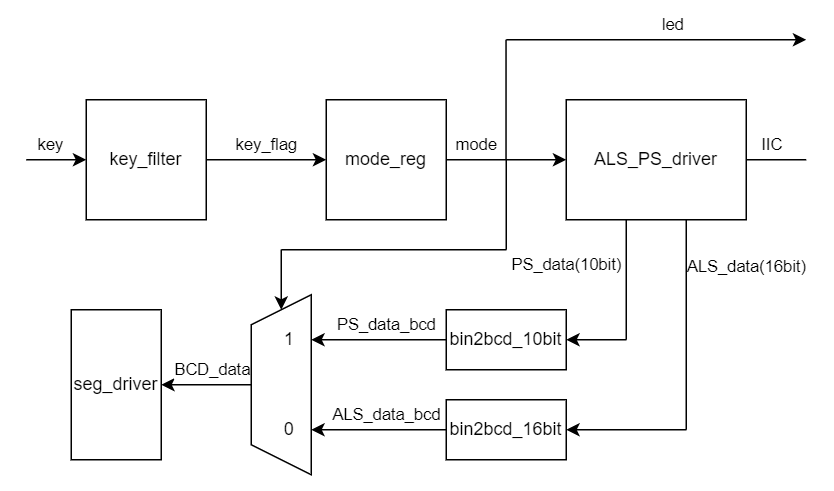 led
key
key_filter
key_flag
mode_reg
mode
ALS_PS_driver
IIC
PS_data(10bit)
ALS_data(16bit)
seg_driver
BCD_data
1
0
PS_data_bcd
bin2bcd_10bit
ALS_data_bcd
bin2bcd_16bit